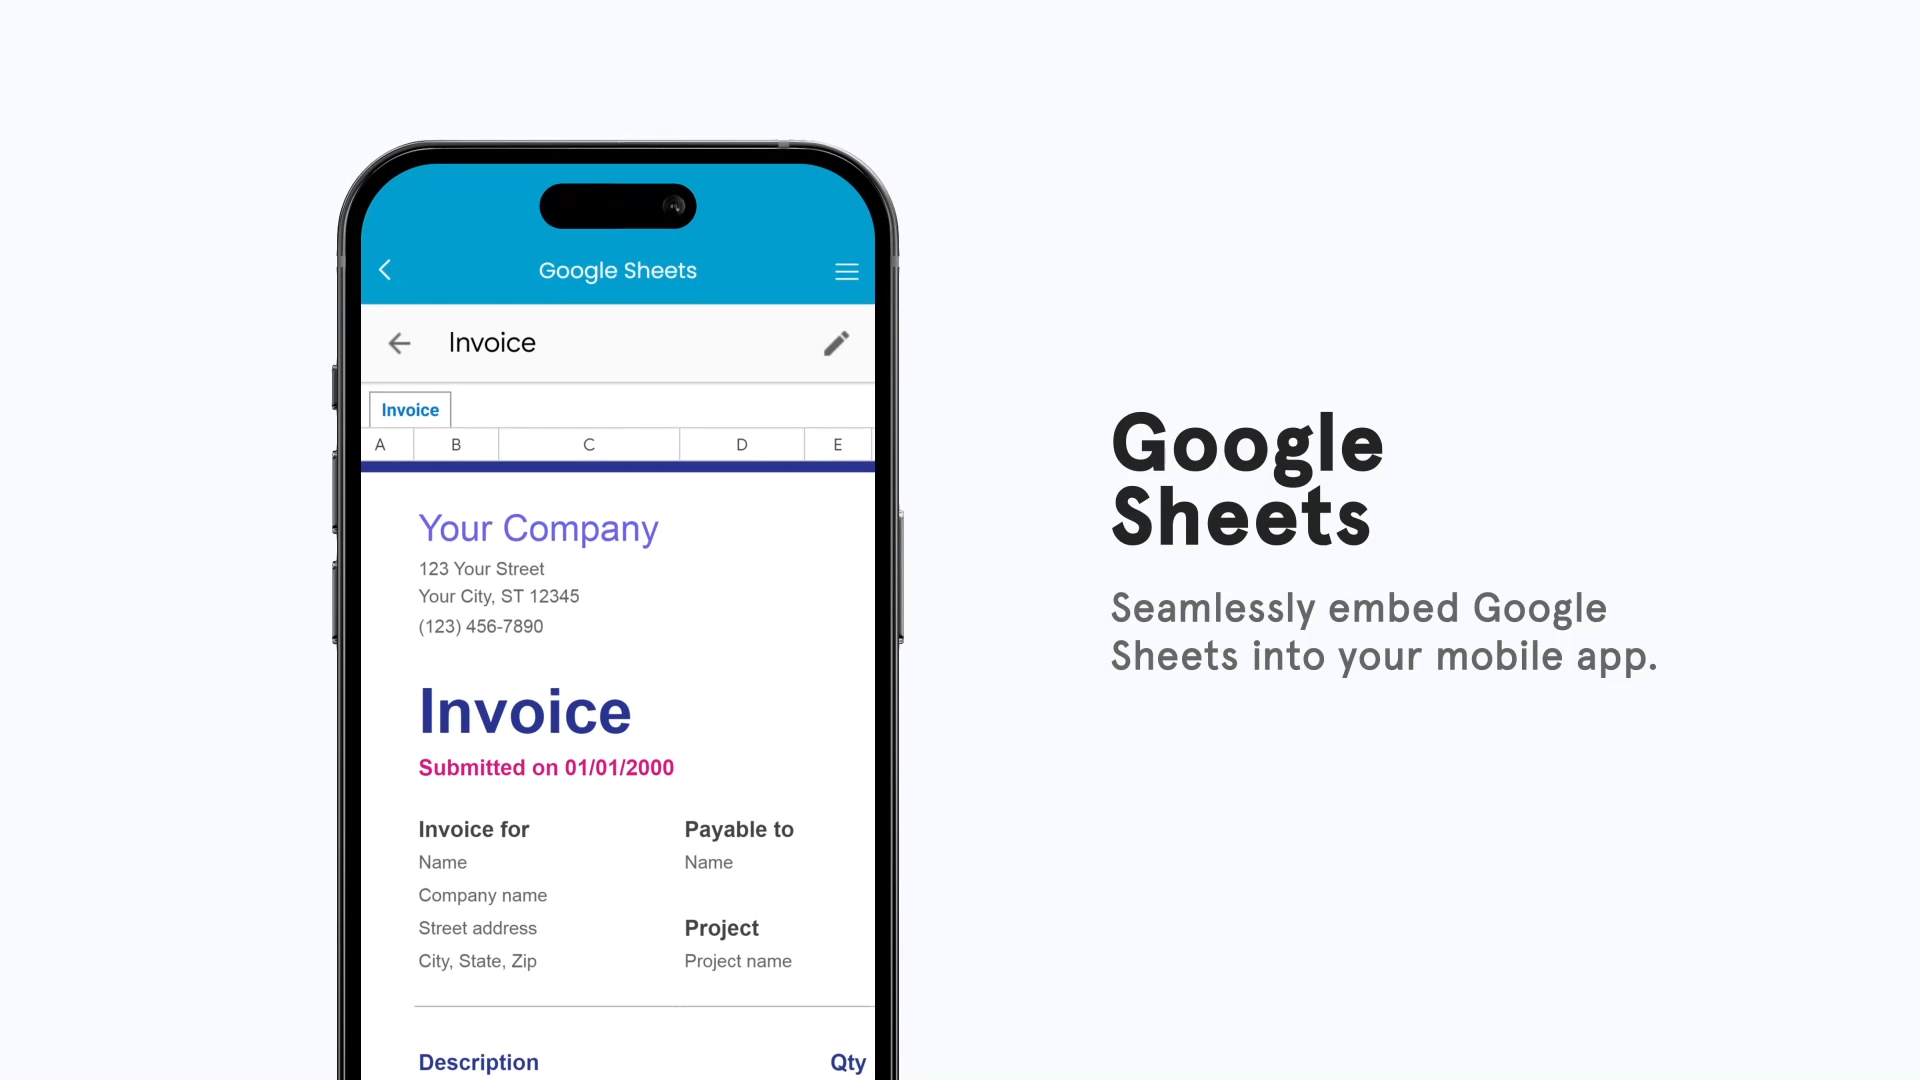 Google Sheets
Invoice
Invoice
A B C D E
Your Company
123 Your Street
Your City, ST 12345
(123) 456-7890
Invoice
Submitted on 01/01/2000
Invoice for Payable to
Name Name
Company name
Street address Project
City, State, Zip Project name
Description Qty
Google
Sheets
Seamlessly embed Google
Sheets into your mobile app.